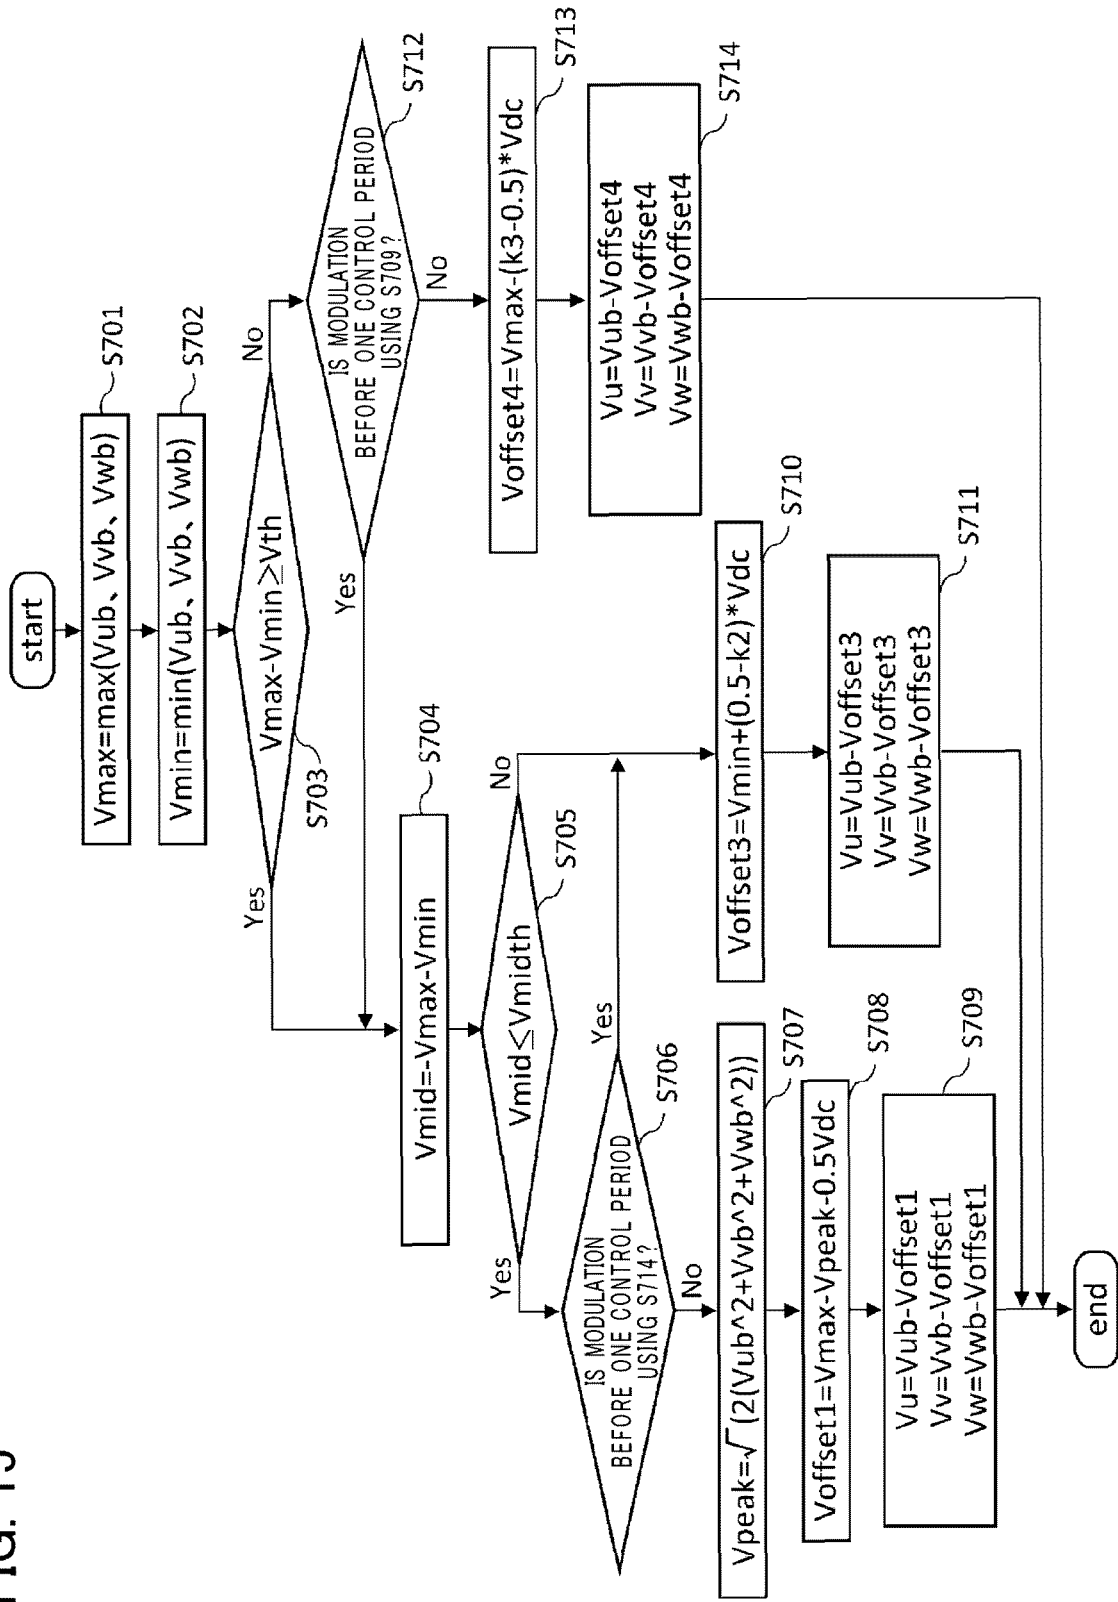 FIG.
start
Vmax=max(Vub、Vvb、Vwb)
S701
Vmin=min(Vub、Vvb、Vwb)
S702
Vmax-Vmin≧Vth
S703
Yes
No
IS MODULATION
BEFORE ONE CONTROL PERIOD
USING S709?
S712
Yes
No
Vmid=-Vmax-Vmin
S704
Vmid≦Vmidth
S705
Yes
No
Voffset4=Vmax-(k3-0.5)*Vdc
S713
Vu=Vub-Voffset4
Vv=Vvb-Voffset4
Vw=Vwb-Voffset4
S714
IS MODULATION
BEFORE ONE CONTROL PERIOD
USING S714?
S706
Yes
No
Vpeak=√(2(Vub^2+Vvb^2+Vwb^2))
S707
Voffset1=Vmax-Vpeak-0.5Vdc
S708
Vu=Vub-Voffset1
Vv=Vvb-Voffset1
Vw=Vwb-Voffset1
S709
Voffset3=Vmin+(0.5-k2)*Vdc
S710
Vu=Vub-Voffset3
Vv=Vvb-Voffset3
Vw=Vwb-Voffset3
S711
end